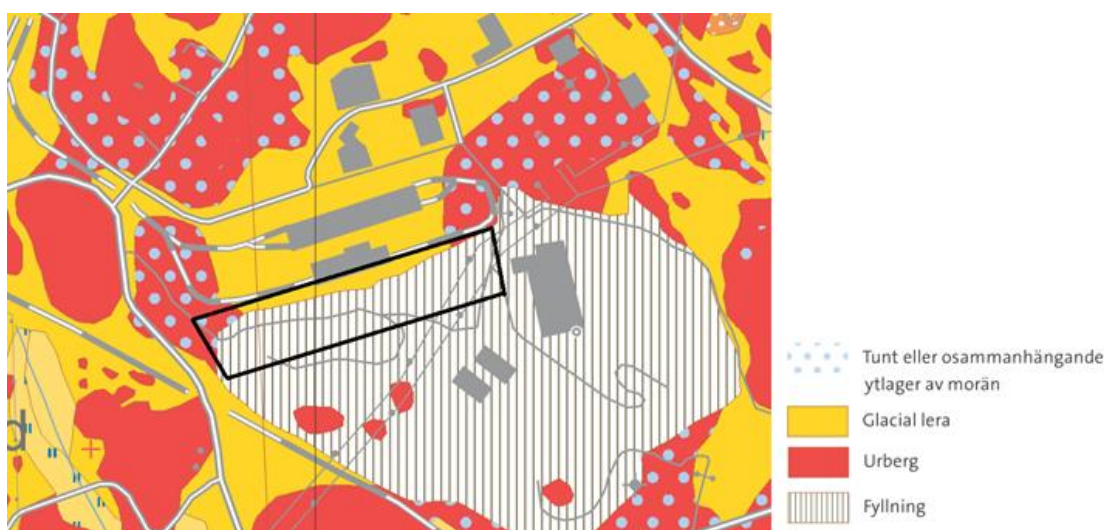 d
Tunt eller osammanhängande
ytlager av morän
Glacial lera
Urberg
Fyllning